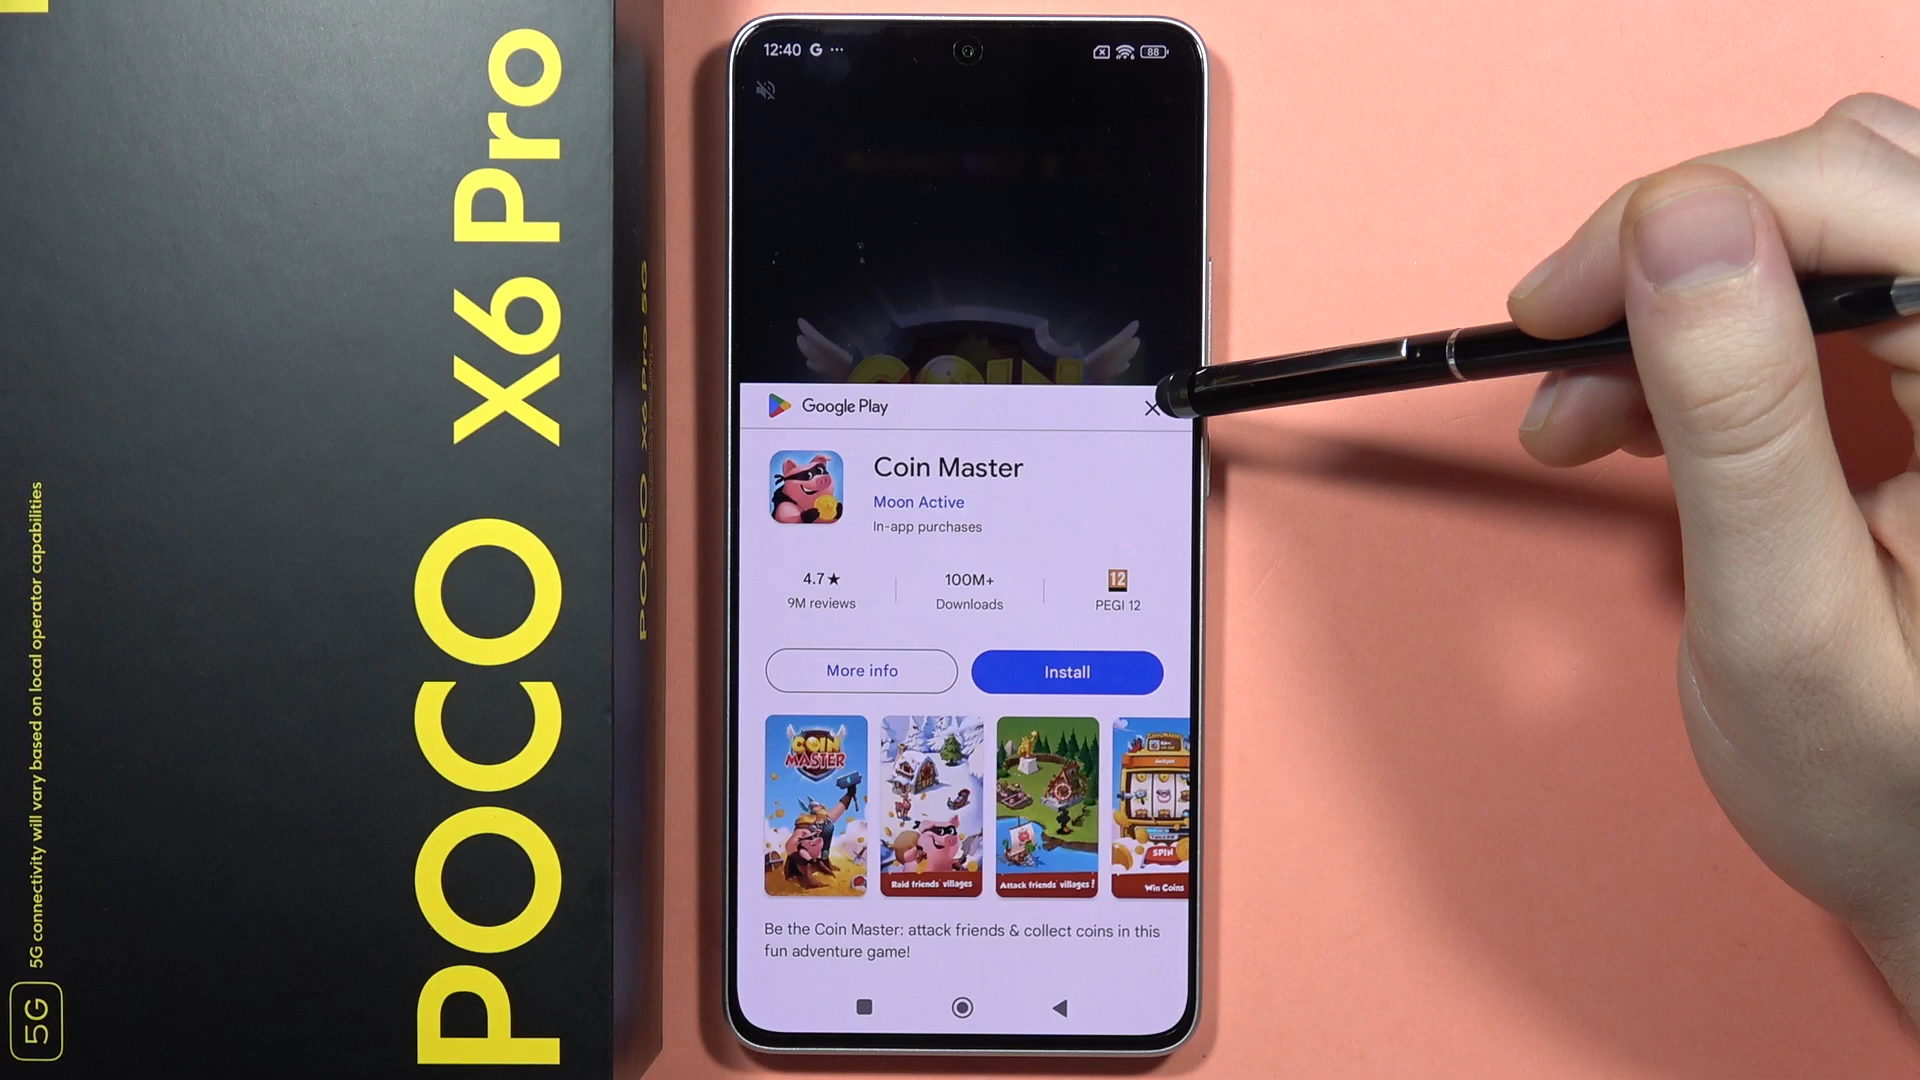 POCO X6 Pro
5G connectivity will vary based on local operator capabilities
5G
POCO X6 Pro 5G
12:40 G ...
88
COIN
Google Play
Coin Master
Moon Active
In-app purchases
4.7★
9M reviews
100M+
Downloads
12
PEGI 12
More info
Install
COIN
MASTER
Raid friends' villages
Attack friends' villages!
Jackpot
SPIN
Win Coins
Be the Coin Master: attack friends & collect coins in this
fun adventure game!